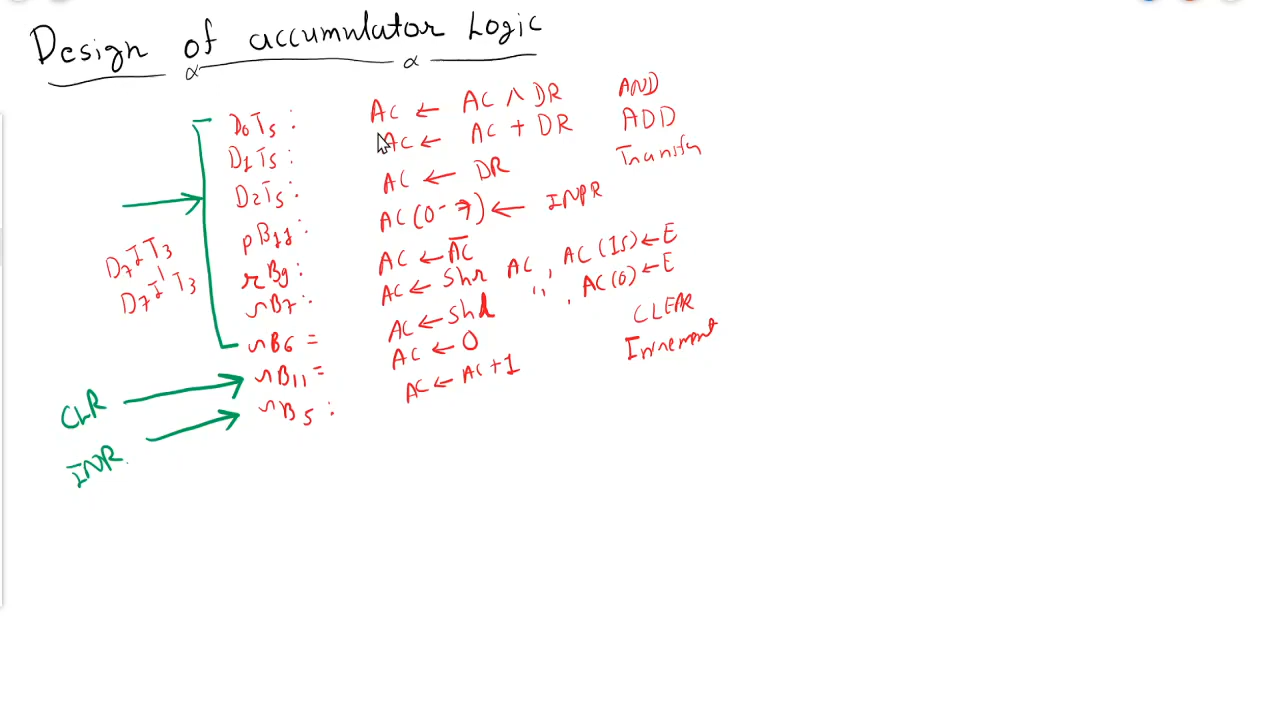 Design of accumulator Logic
D₀T₅: AC ← AC ∧ DR AND
D₁T₅: AC ← AC + DR ADD
D₂T₅: AC ← DR Transfer
pB₁₁: AC(0-7) ← INPR
rB₉: AC ← A̅C̅
rB₇: AC ← shr AC, AC(15) ← E
rB₆ = AC ← shl ,, , AC(0) ← E
rB₁₁ = AC ← 0 CLEAR
rB₅: AC ← AC + 1 Increment
D₇IT₃
D₇I'T₃
CLR
INR